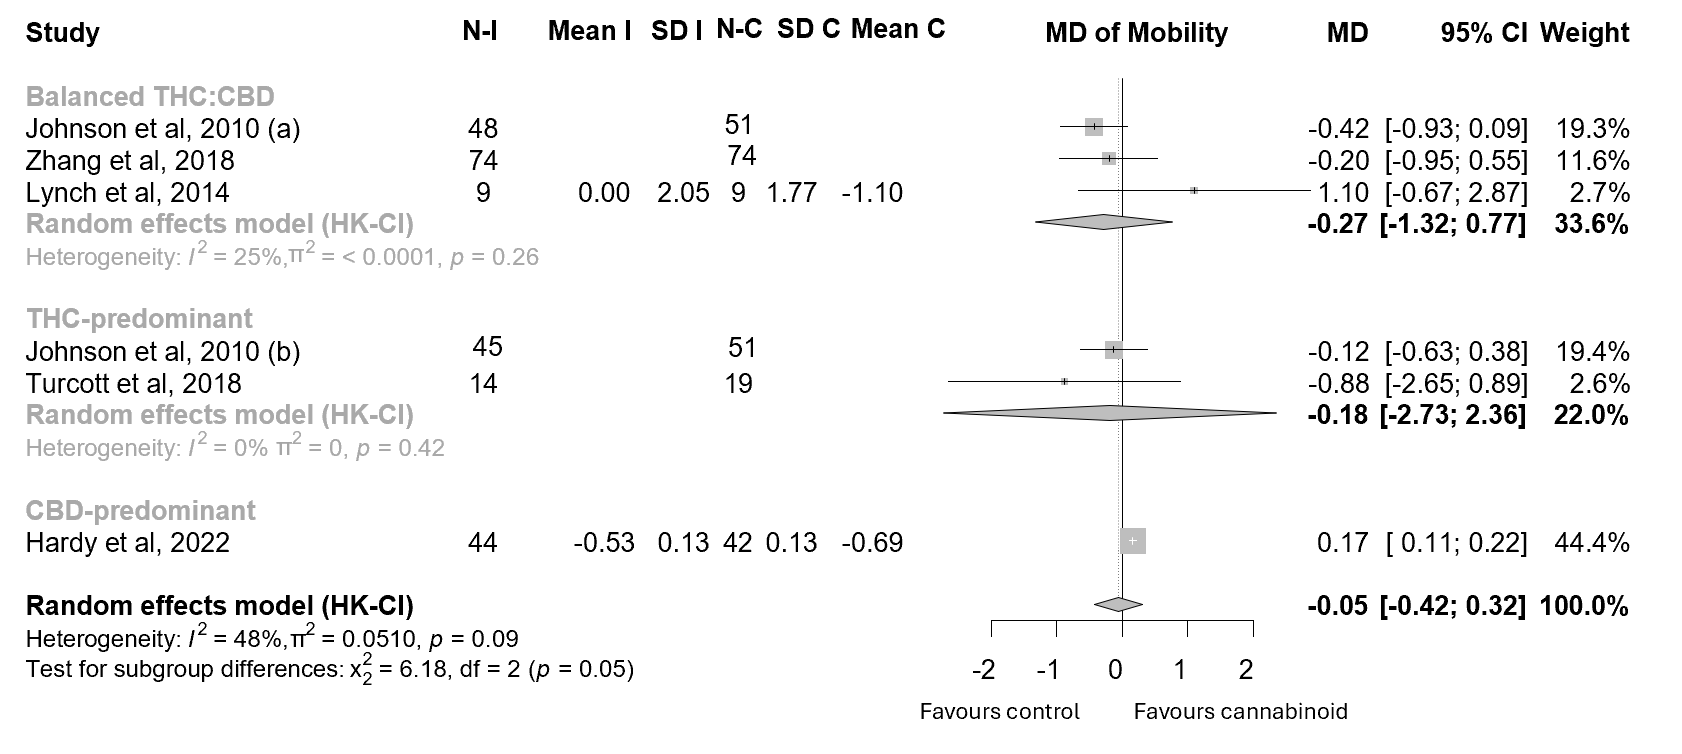 Study N-I Mean I SD I N-C SD C Mean C MD of Mobility MD 95% CI Weight
Balanced THC:CBD
Johnson et al, 2010 (a) 48 51 -0.42 [-0.93; 0.09] 19.3%
Zhang et al, 2018 74 74 -0.20 [-0.95; 0.55] 11.6%
Lynch et al, 2014 9 0.00 2.05 9 1.77 -1.10 1.10 [-0.67; 2.87] 2.7%
Random effects model (HK-CI) -0.27 [-1.32; 0.77] 33.6%
Heterogeneity: I² = 25%,π² = < 0.0001, p = 0.26
THC-predominant
Johnson et al, 2010 (b) 45 51 -0.12 [-0.63; 0.38] 19.4%
Turcott et al, 2018 14 19 -0.88 [-2.65; 0.89] 2.6%
Random effects model (HK-CI) -0.18 [-2.73; 2.36] 22.0%
Heterogeneity: I² = 0% π² = 0, p = 0.42
CBD-predominant
Hardy et al, 2022 44 -0.53 0.13 42 0.13 -0.69 0.17 [ 0.11; 0.22] 44.4%
Random effects model (HK-CI) -0.05 [-0.42; 0.32] 100.0%
Heterogeneity: I² = 48%,π² = 0.0510, p = 0.09
Test for subgroup differences: x₂² = 6.18, df = 2 (p = 0.05)
-2 -1 0 1 2
Favours control Favours cannabinoid